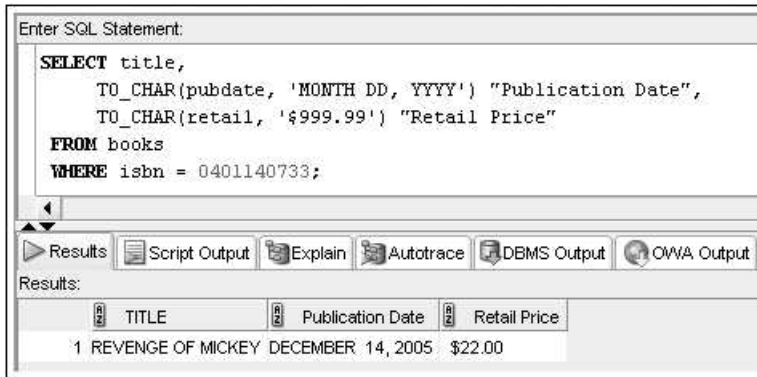 Enter SQL Statement:
SELECT title,
TO_CHAR(pubdate, 'MONTH DD, YYYY') "Publication Date",
TO_CHAR(retail, '$999.99') "Retail Price"
FROM books
WHERE isbn = 0401140733;
Results Script Output Explain Autotrace DBMS Output OWA Output
Results:
TITLE Publication Date Retail Price
1 REVENGE OF MICKEY DECEMBER 14, 2005 $22.00